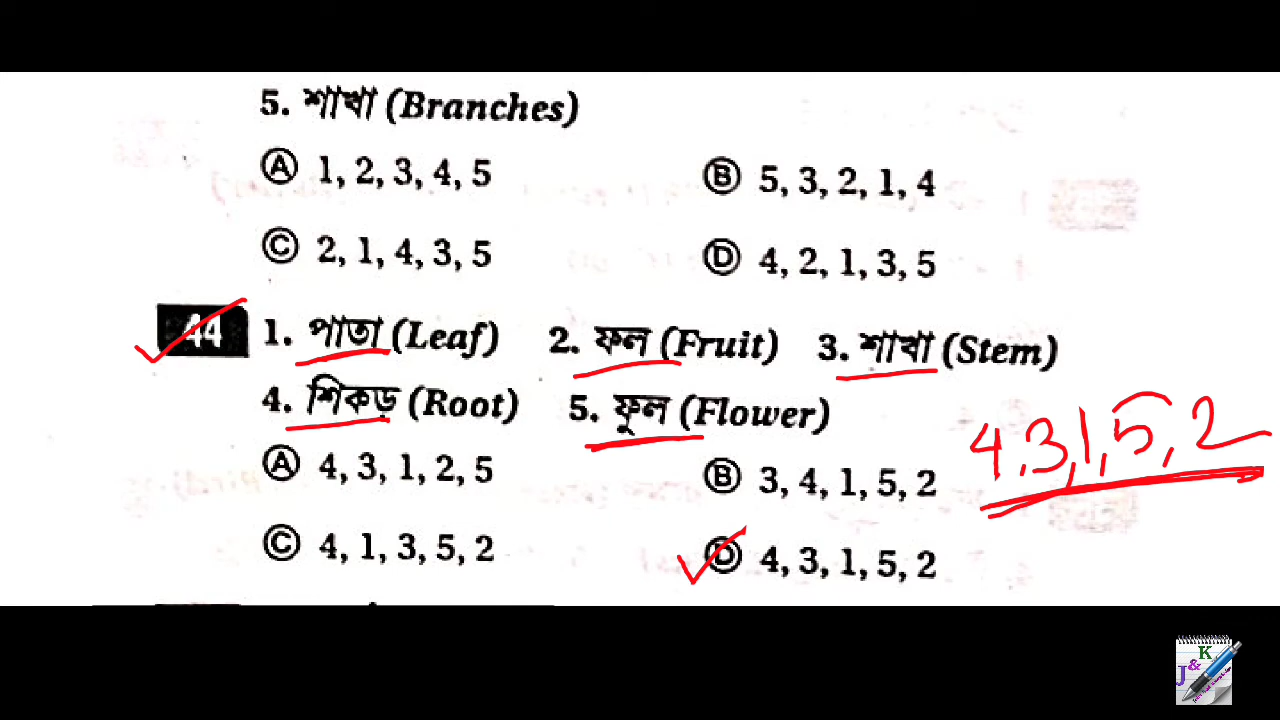 5. শাখা (Branches)
Ⓐ 1, 2, 3, 4, 5 Ⓑ 5, 3, 2, 1, 4
Ⓒ 2, 1, 4, 3, 5 Ⓓ 4, 2, 1, 3, 5
44 1. পাতা (Leaf) 2. ফল (Fruit) 3. শাখা (Stem)
4. শিকড় (Root) 5. ফুল (Flower)
4,3,1,5,2
Ⓐ 4, 3, 1, 2, 5 Ⓑ 3, 4, 1, 5, 2
Ⓒ 4, 1, 3, 5, 2 Ⓓ 4, 3, 1, 5, 2
J&K